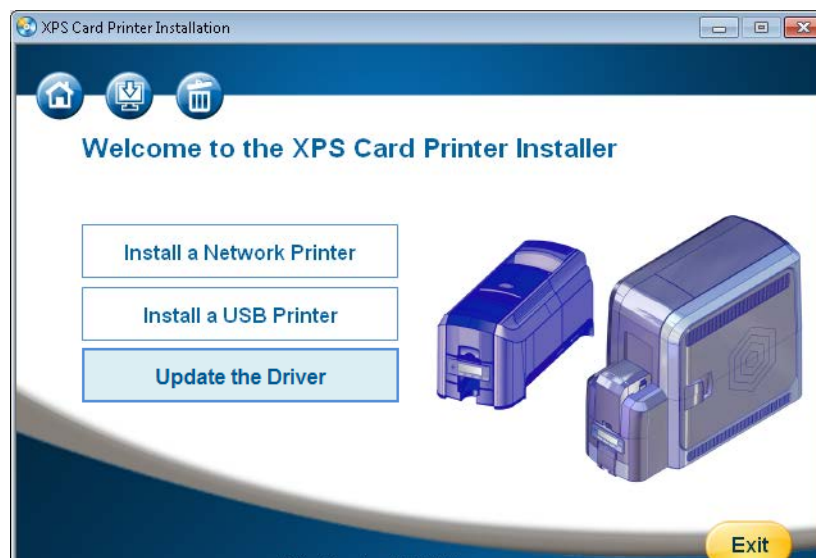 XPS Card Printer Installation
Welcome to the XPS Card Printer Installer
Install a Network Printer
Install a USB Printer
Update the Driver
Exit